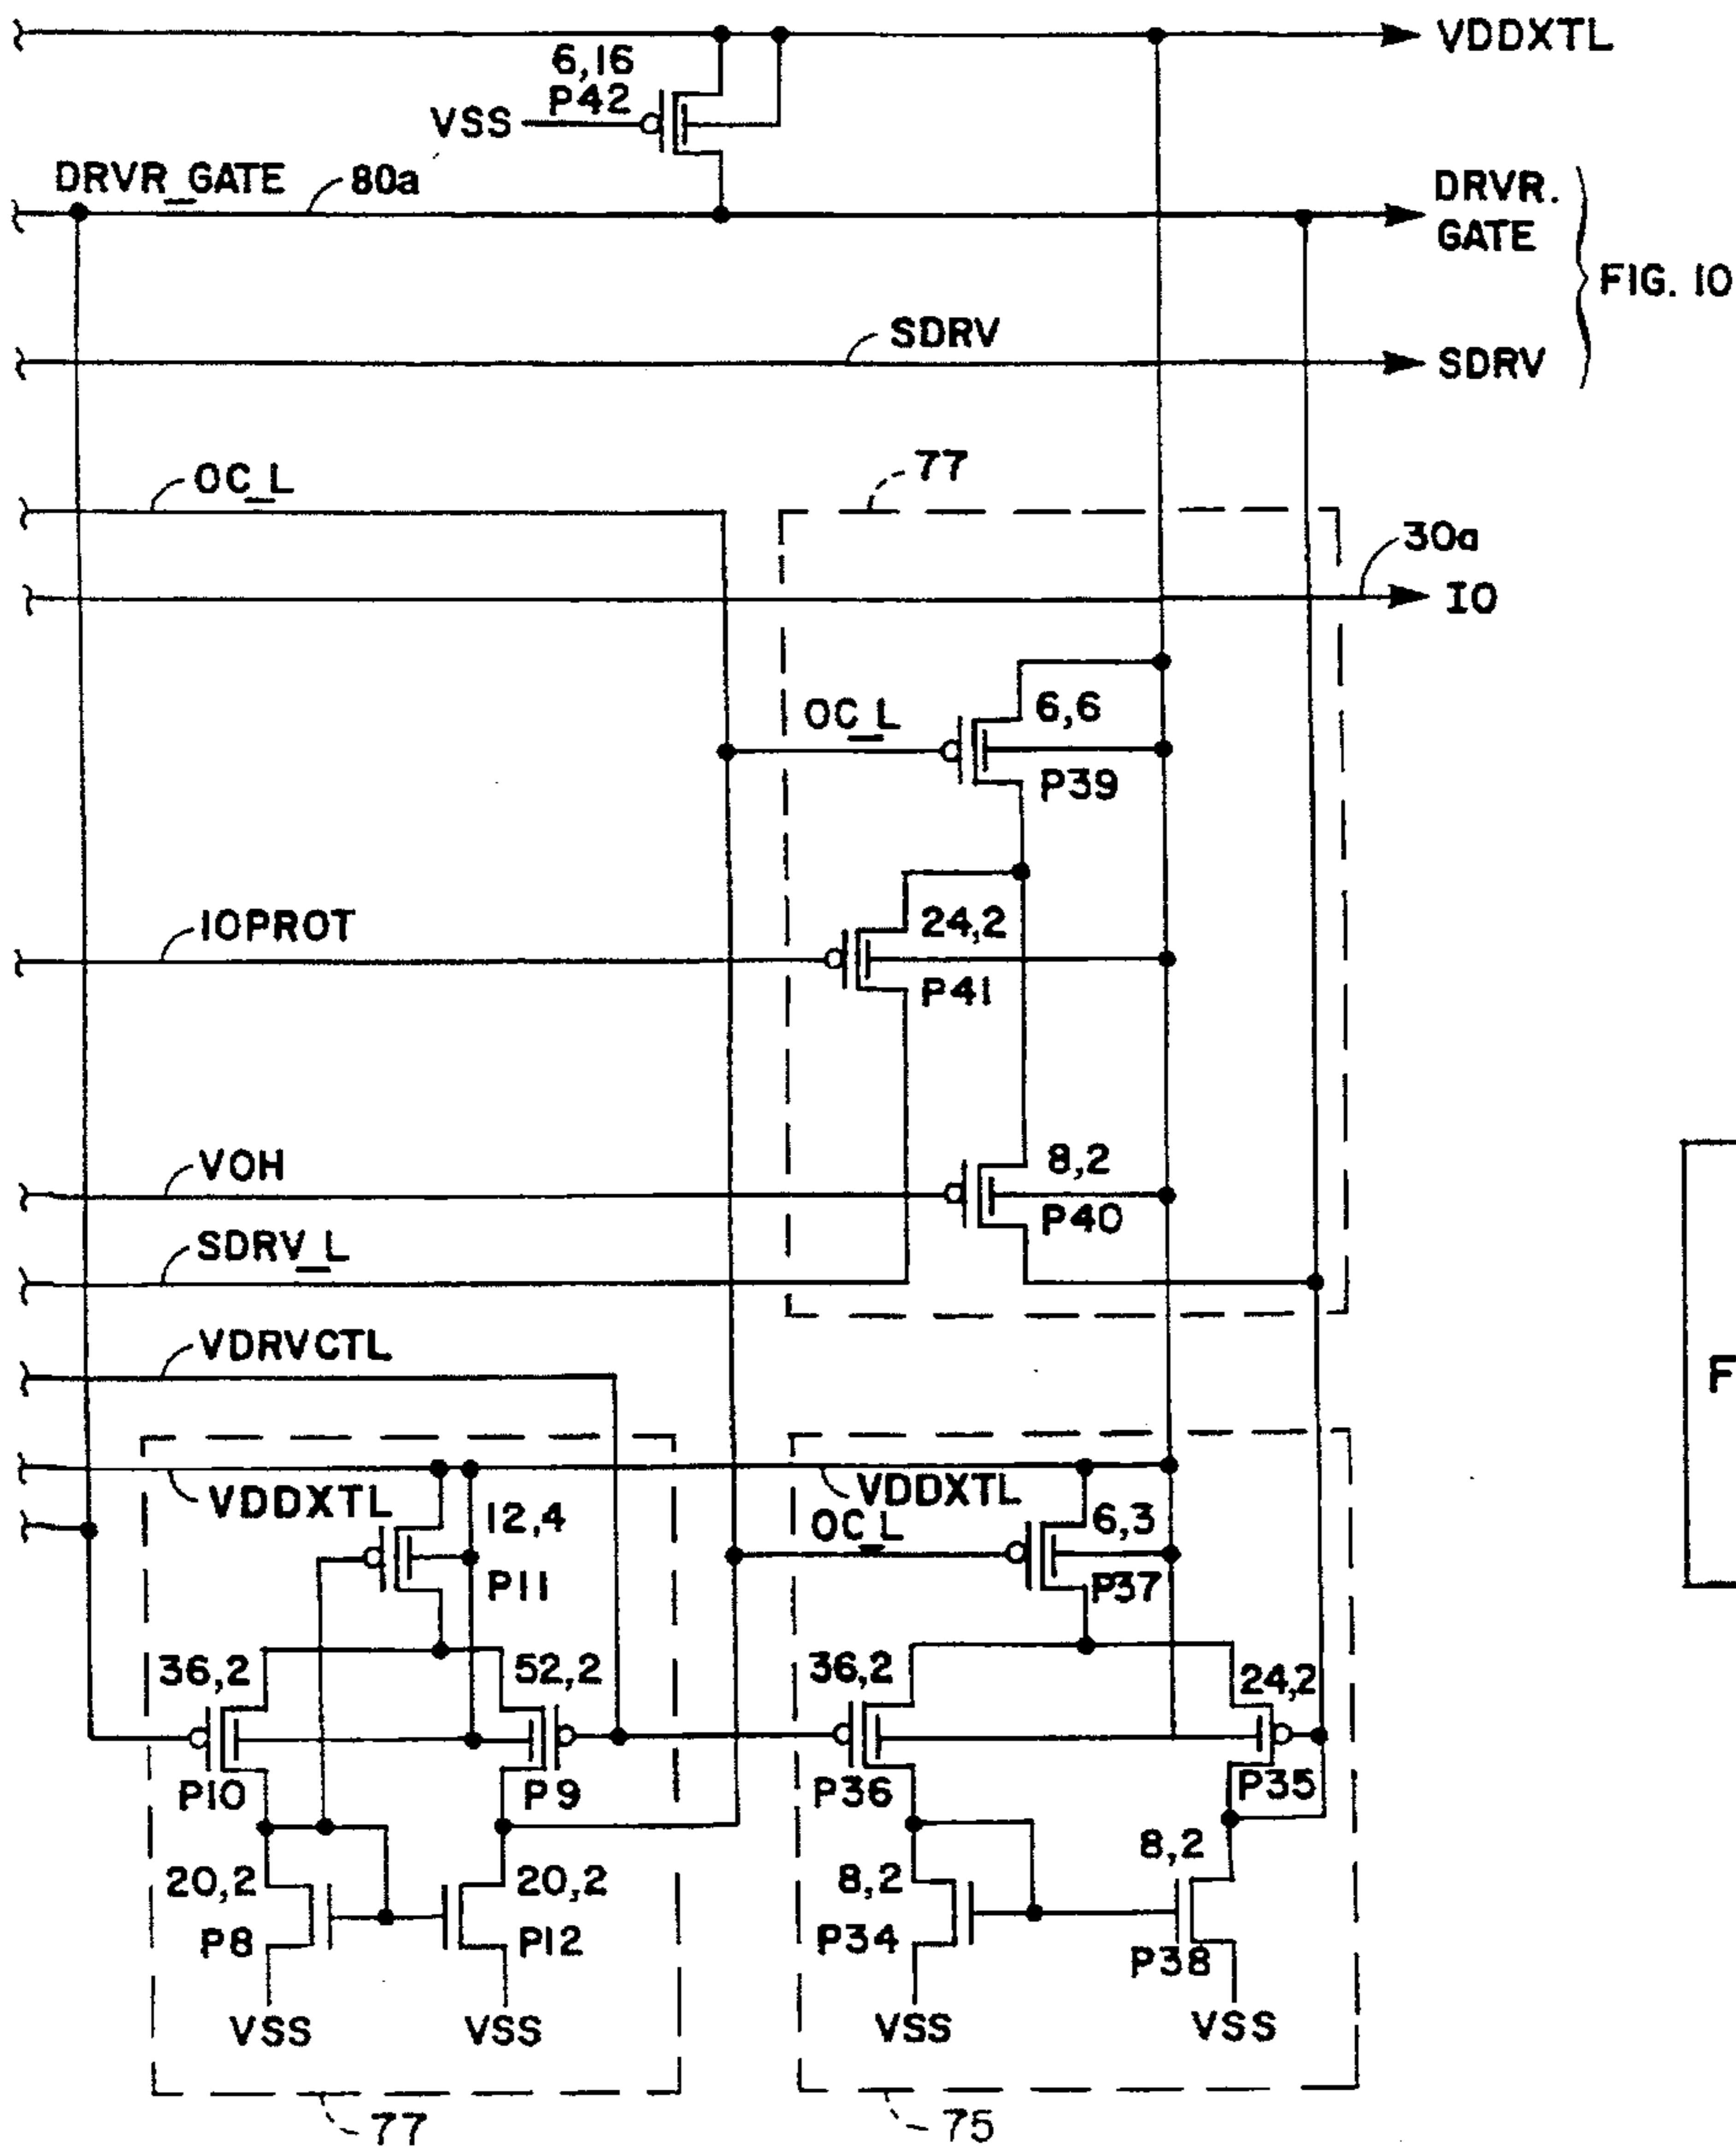 VDDXTL
6,16
P42
VSS
DRVR_GATE
80a
DRVR.
GATE
FIG. 10
SDRV
SDRV
OC_L
77
30a
IO
OC_L
6,6
P39
IOPROT
24,2
P41
VOH
8,2
P40
SDRV_L
VDRVCTL
F
VDDXTL
VDDXTL
12,4
P11
OC_L
6,3
P37
36,2
52,2
36,2
24,2
P10
P9
P36
P35
20,2
20,2
8,2
8,2
P8
P12
P34
P38
VSS
VSS
VSS
VSS
77
75